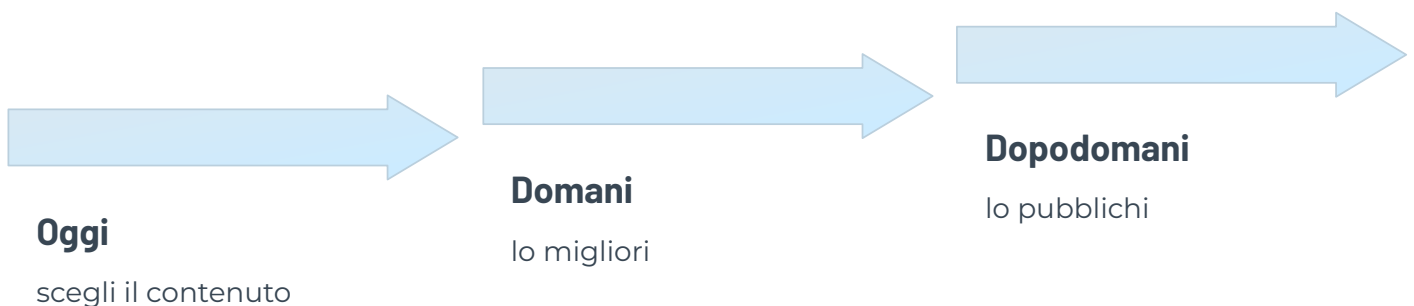 Oggi
scegli il contenuto
Domani
lo migliori
Dopodomani
lo pubblichi